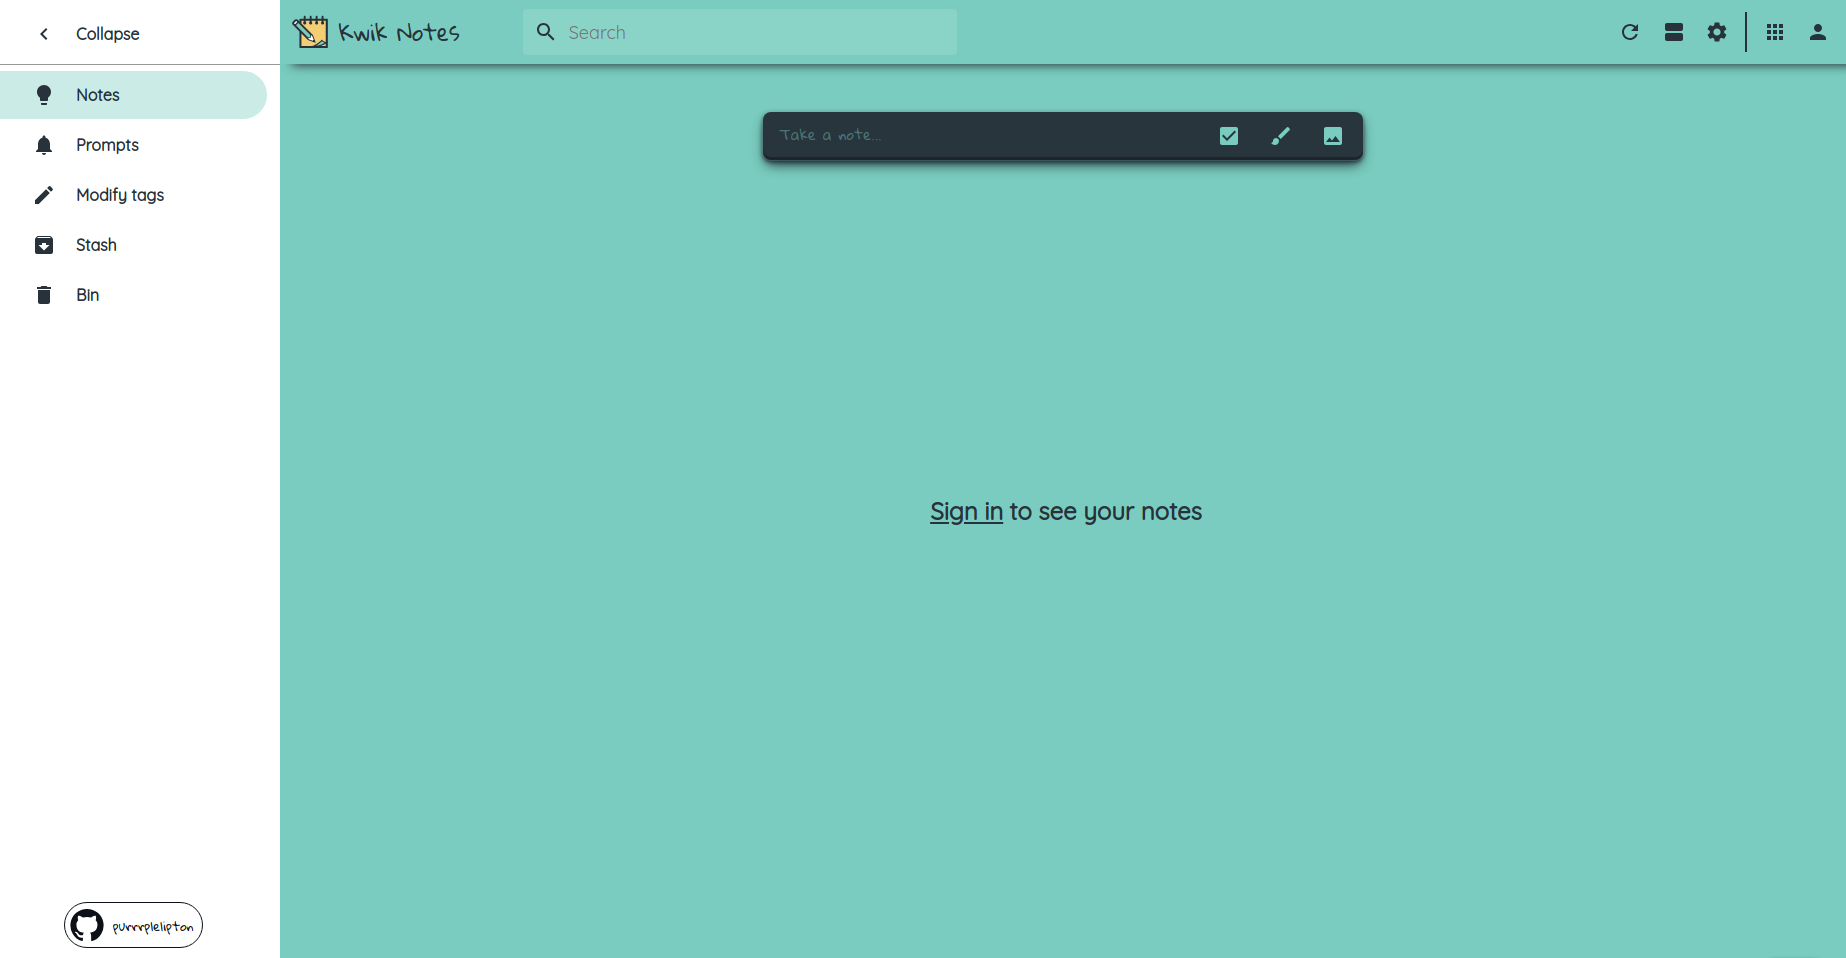 Collapse
Kwik Notes
Search
Notes
Prompts
Modify tags
Stash
Bin
Take a note...
Sign in to see your notes
purrrplelipton